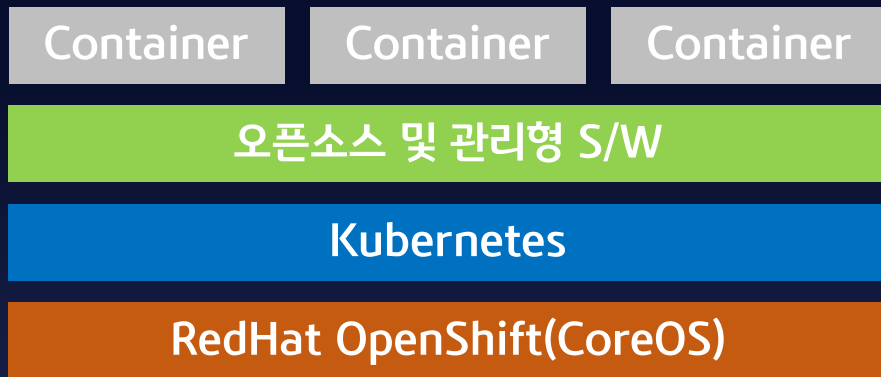 Container Container Container
오픈소스 및 관리형 S/W
Kubernetes
RedHat OpenShift(CoreOS)